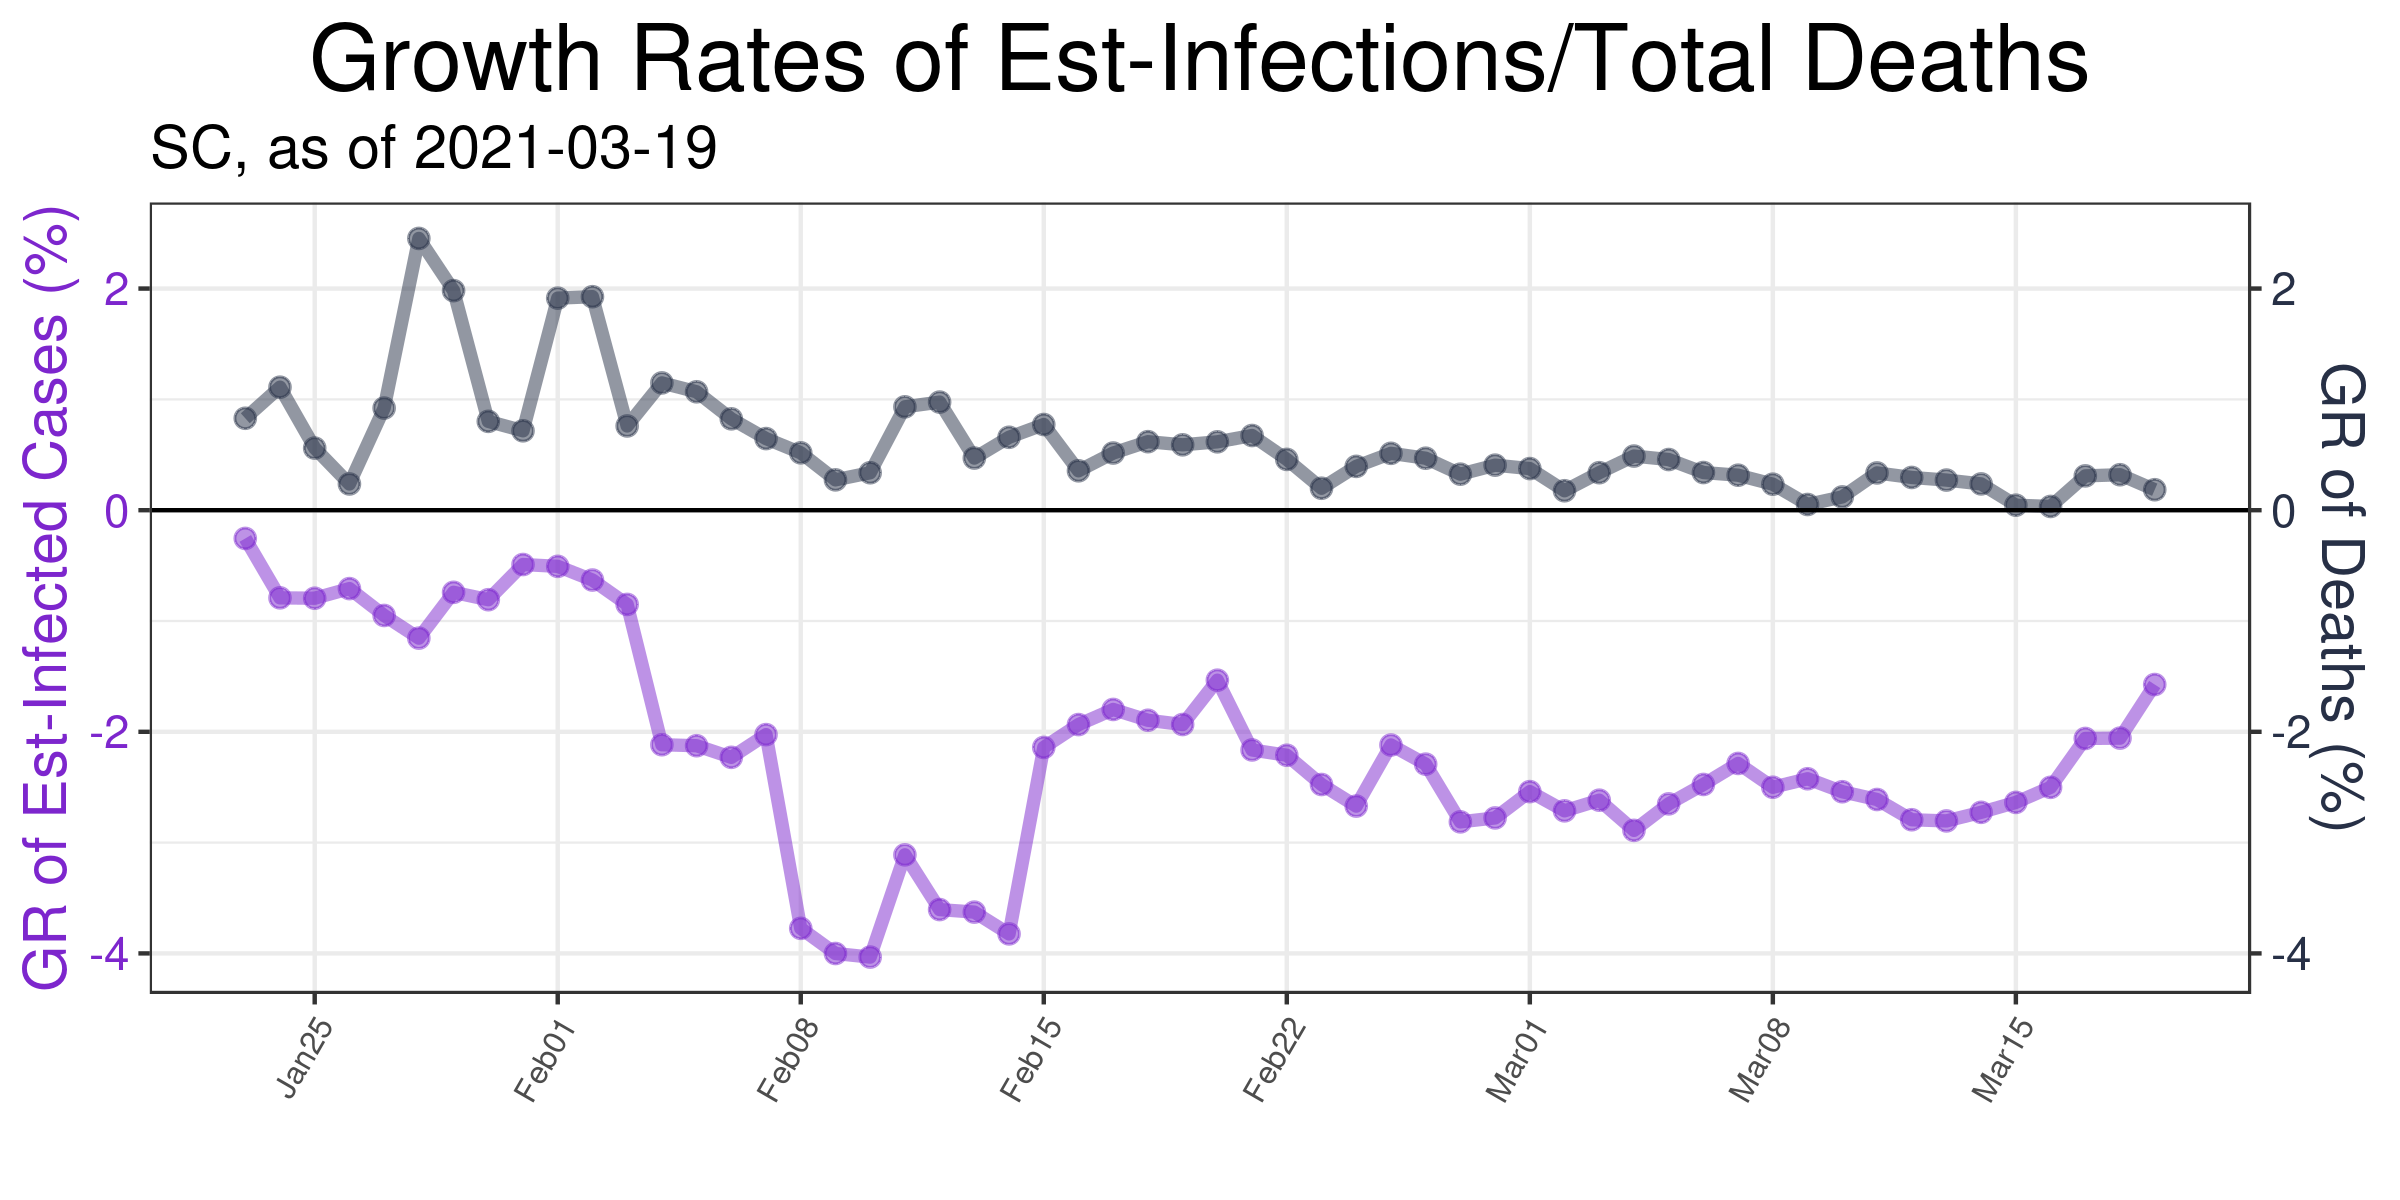 Growth Rates of Est-Infections/Total Deaths
SC, as of 2021-03-19
GR of Est-Infected Cases (%)
2
0
-2
-4
2
0
-2
-4
GR of Deaths (%)
Jan25
Feb01
Feb08
Feb15
Feb22
Mar01
Mar08
Mar15